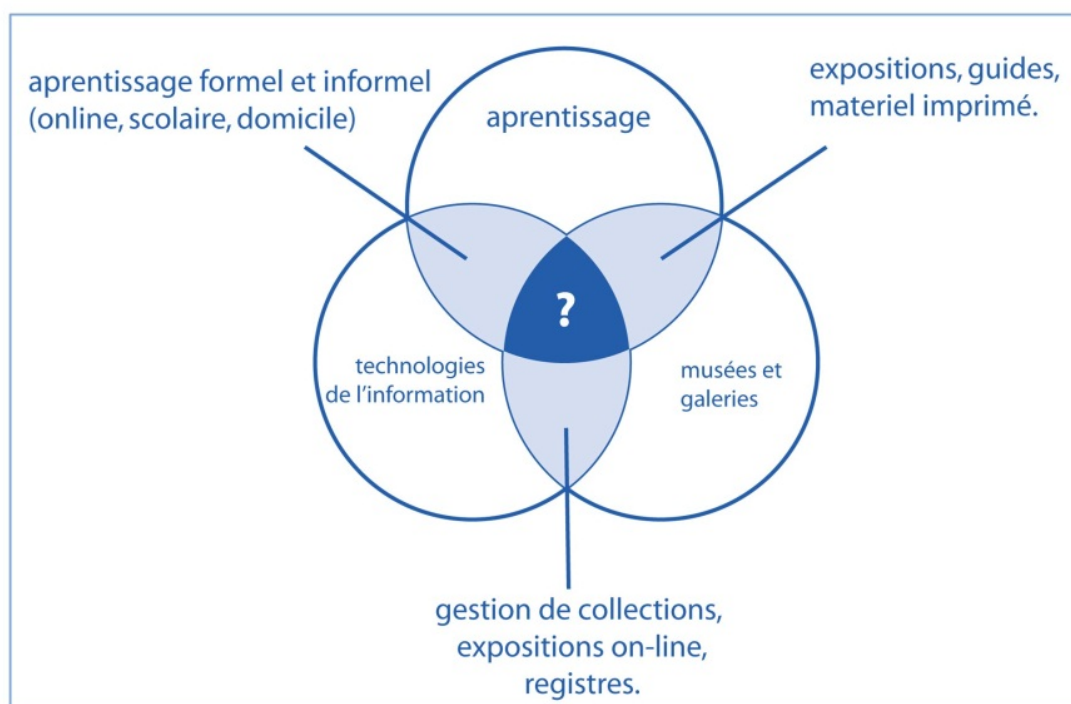 aprentissage formel et informel
(online, scolaire, domicile)
expositions, guides,
materiel imprimé.
aprentissage
?
technologies
de l'information
musées et
galeries
gestion de collections,
expositions on-line,
registres.